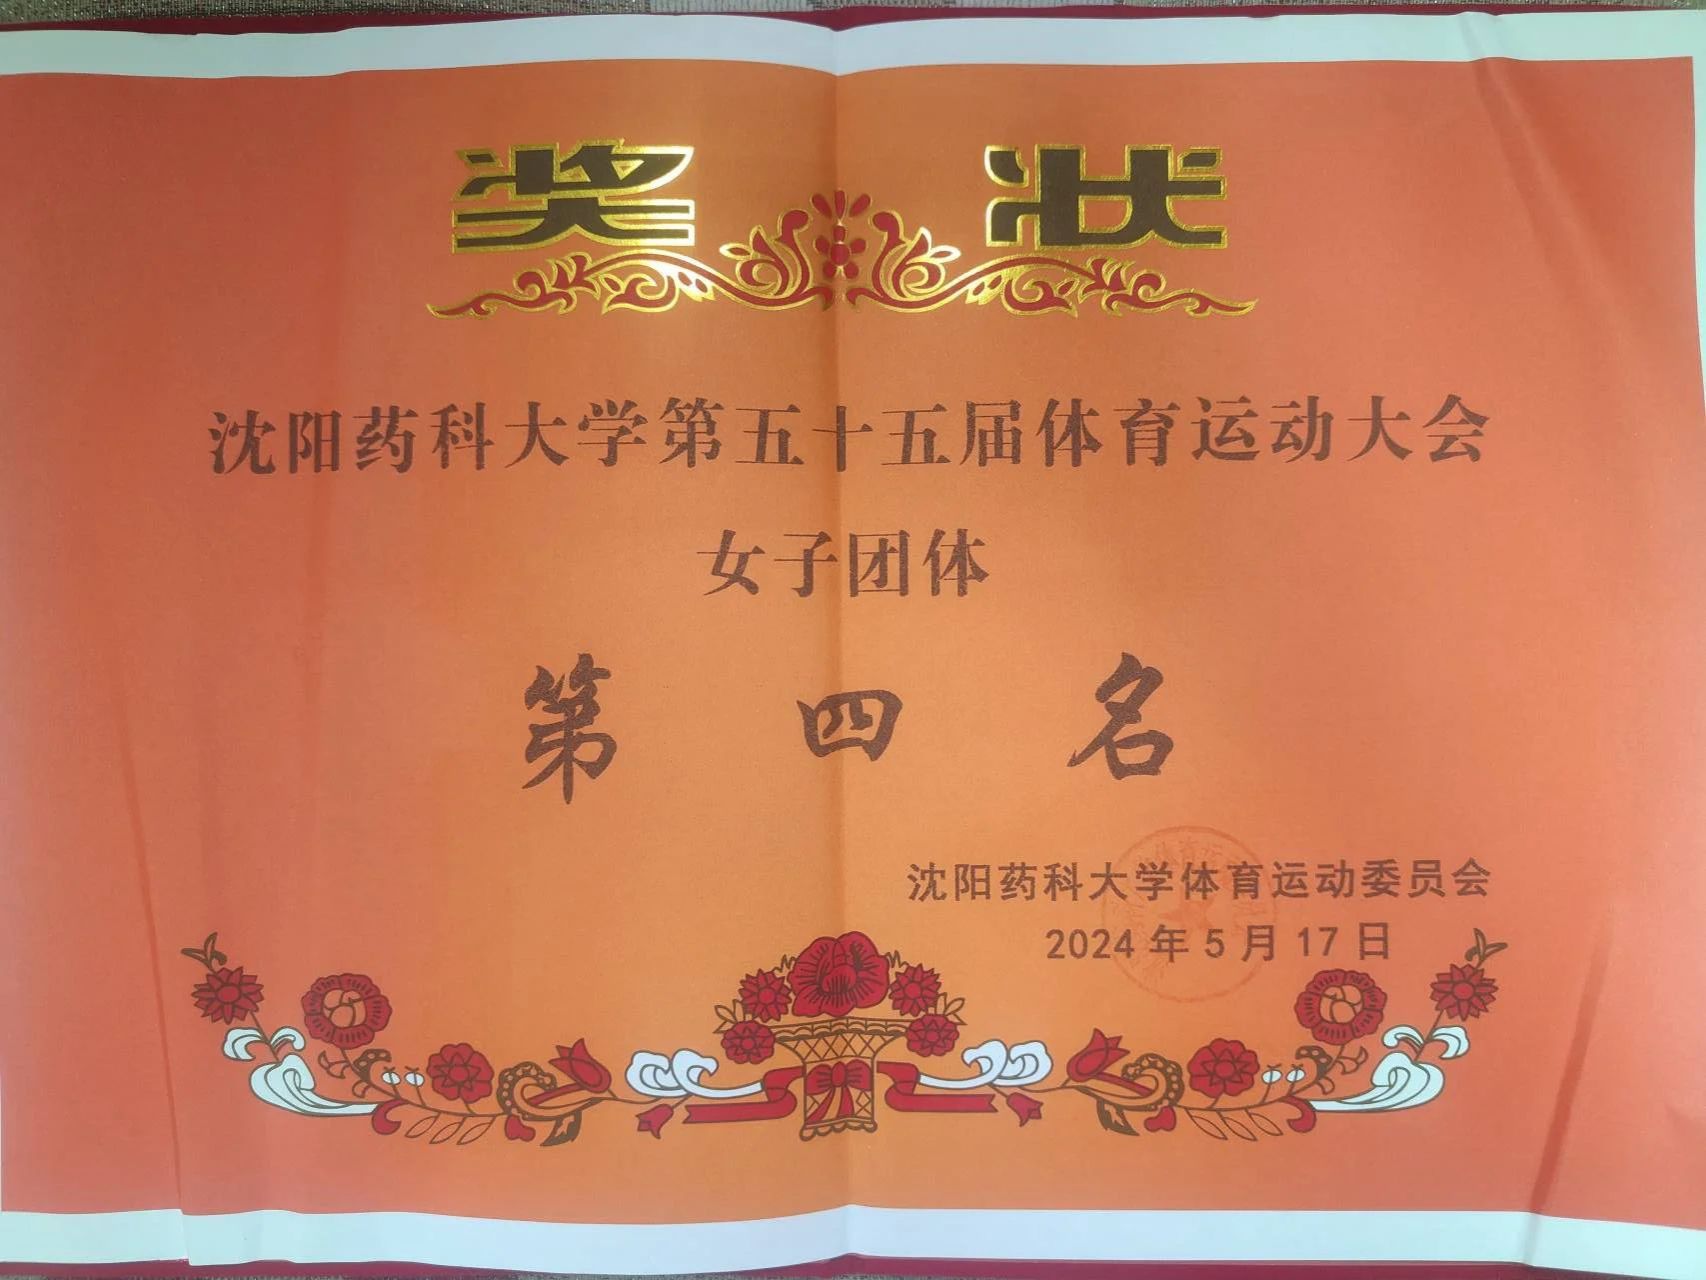 奖状
沈阳药科大学第五十五届体育运动大会
女子团体
第四名
沈阳药科大学体育运动委员会
2024年5月17日